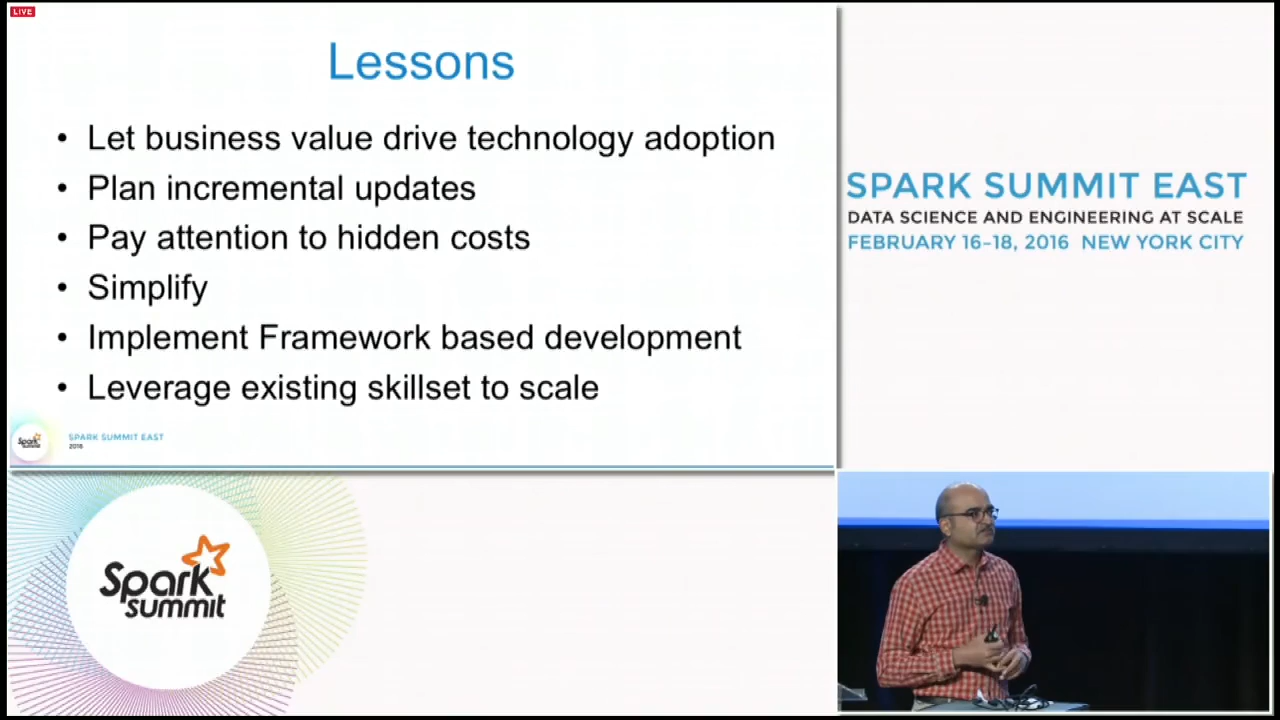 LIVE
Lessons
• Let business value drive technology adoption
• Plan incremental updates
• Pay attention to hidden costs
• Simplify
• Implement Framework based development
• Leverage existing skillset to scale
Spark
summit
SPARK SUMMIT EAST
2016
SPARK SUMMIT EAST
DATA SCIENCE AND ENGINEERING AT SCALE
FEBRUARY 16–18, 2016 NEW YORK CITY
Spark
summit